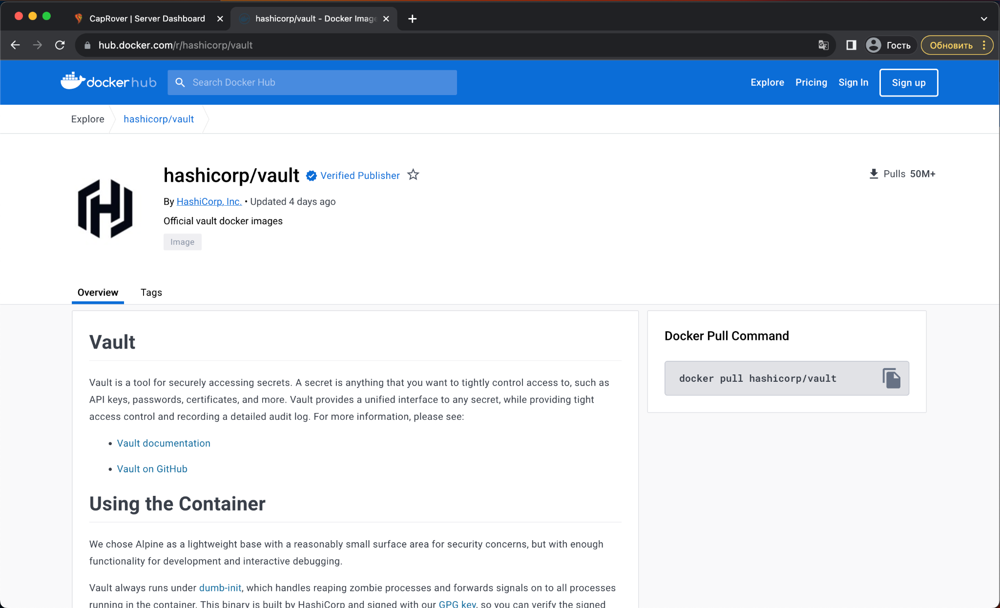 CapRover | Server Dashboard
hashicorp/vault - Docker Image
hub.docker.com/r/hashicorp/vault
Гость
Обновить
dockerhub
Search Docker Hub
Explore
Pricing
Sign In
Sign up
Explore
hashicorp/vault
hashicorp/vault
Verified Publisher
Pulls 50M+
By HashiCorp, Inc. • Updated 4 days ago
Official vault docker images
Image
Overview
Tags
Vault
Vault is a tool for securely accessing secrets. A secret is anything that you want to tightly control access to, such as
API keys, passwords, certificates, and more. Vault provides a unified interface to any secret, while providing tight
access control and recording a detailed audit log. For more information, please see:
• Vault documentation
• Vault on GitHub
Using the Container
We chose Alpine as a lightweight base with a reasonably small surface area for security concerns, but with enough
functionality for development and interactive debugging.
Vault always runs under dumb-init, which handles reaping zombie processes and forwards signals on to all processes
running in the container. This binary is built by HashiCorp and signed with our GPG key, so you can verify the signed
Docker Pull Command
docker pull hashicorp/vault